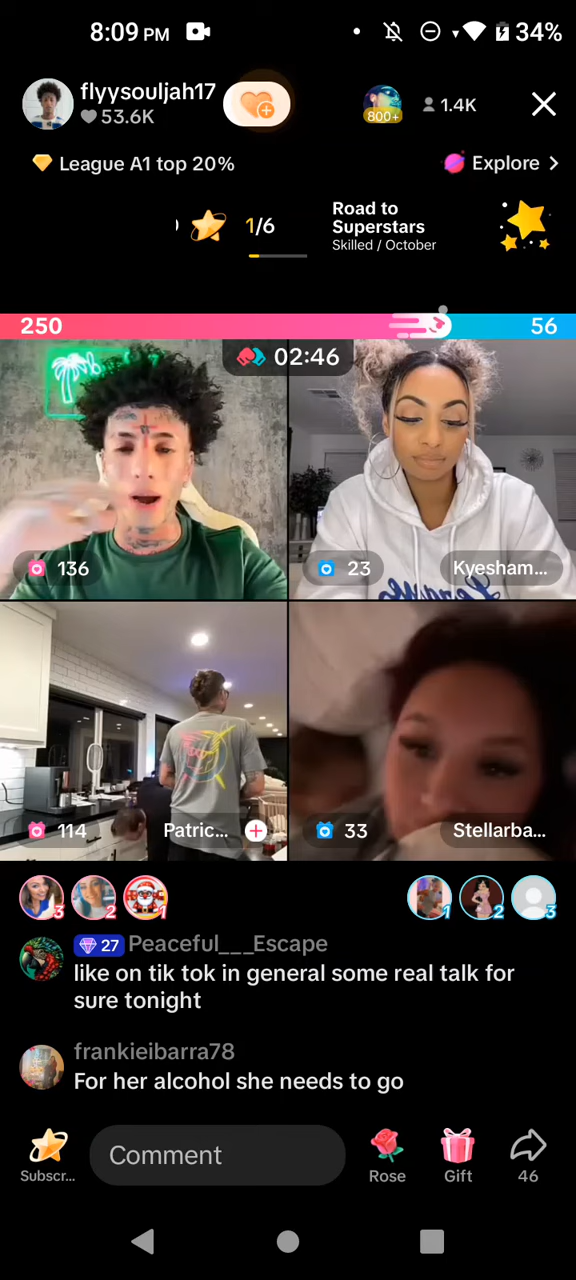 8:09 PM
34%
flyysouljah17
53.6K
800+
1.4K
League A1 top 20%
Explore >
1/6
Road to
Superstars
Skilled / October
250
56
02:46
136
23
Kyesham...
114
Patric...
33
Stellarba...
3
2
1
1
2
3
27 Peaceful___Escape
like on tik tok in general some real talk for
sure tonight
frankieibarra78
For her alcohol she needs to go
Subscr...
Comment
Rose
Gift
46